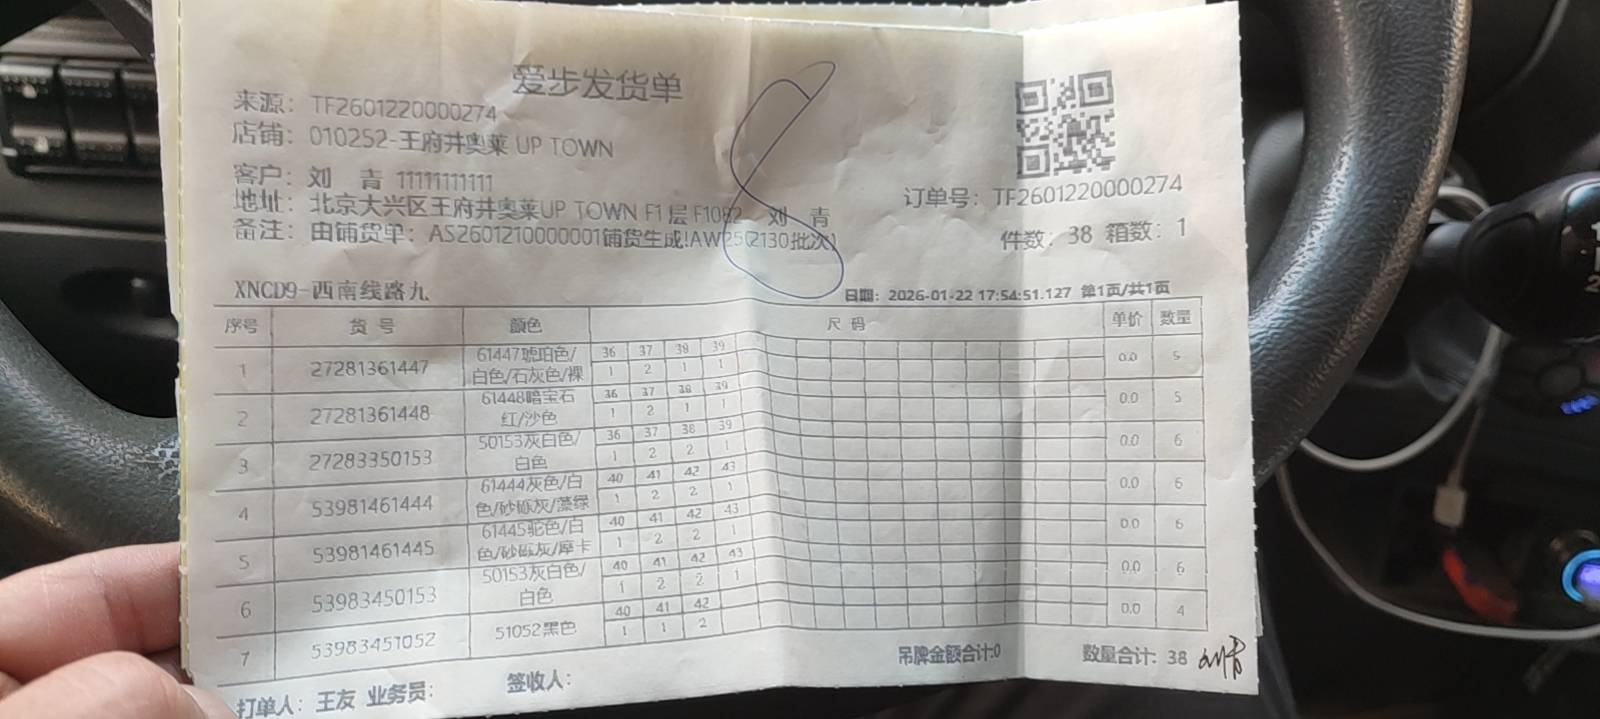 爱步发货单
来源：TF2601220000274
店铺：010252-王府井奥莱 UP TOWN
客户：刘 青 11111111111
地址：北京大兴区王府井奥莱UP TOWN F1 层 F1082 刘 青
备注：由铺货单：AS2601210000001铺货生成!AW25(2130批次)
订单号：TF2601220000274
件数：38 箱数：1
XNCD9-西南线路九
日期：2026-01-22 17:54:51.127 第1页/共1页
序号 货号 颜色 尺码 单价 数量
1 27281361447 61447琥珀色/白色/石灰色/裸 36 37 38 39 0.0 5
1 2 1 1
2 27281361448 61448暗宝石红/沙色 36 37 38 39 0.0 5
1 2 1 1
3 27283350153 50153灰白色/白色 36 37 38 39 0.0 6
1 2 2 1
4 53981461444 61444灰色/白色/砂砾灰/藻绿 40 41 42 43 0.0 6
1 2 2 1
5 53981461445 61445驼色/白色/砂砾灰/摩卡 40 41 42 43 0.0 6
1 2 2 1
6 53983450153 50153灰白色/白色 40 41 42 43 0.0 6
1 2 2 1
7 53983451052 51052黑色 40 41 42 0.0 4
1 1 2
吊牌金额合计:0 数量合计: 38
打单人：王友 业务员： 签收人：